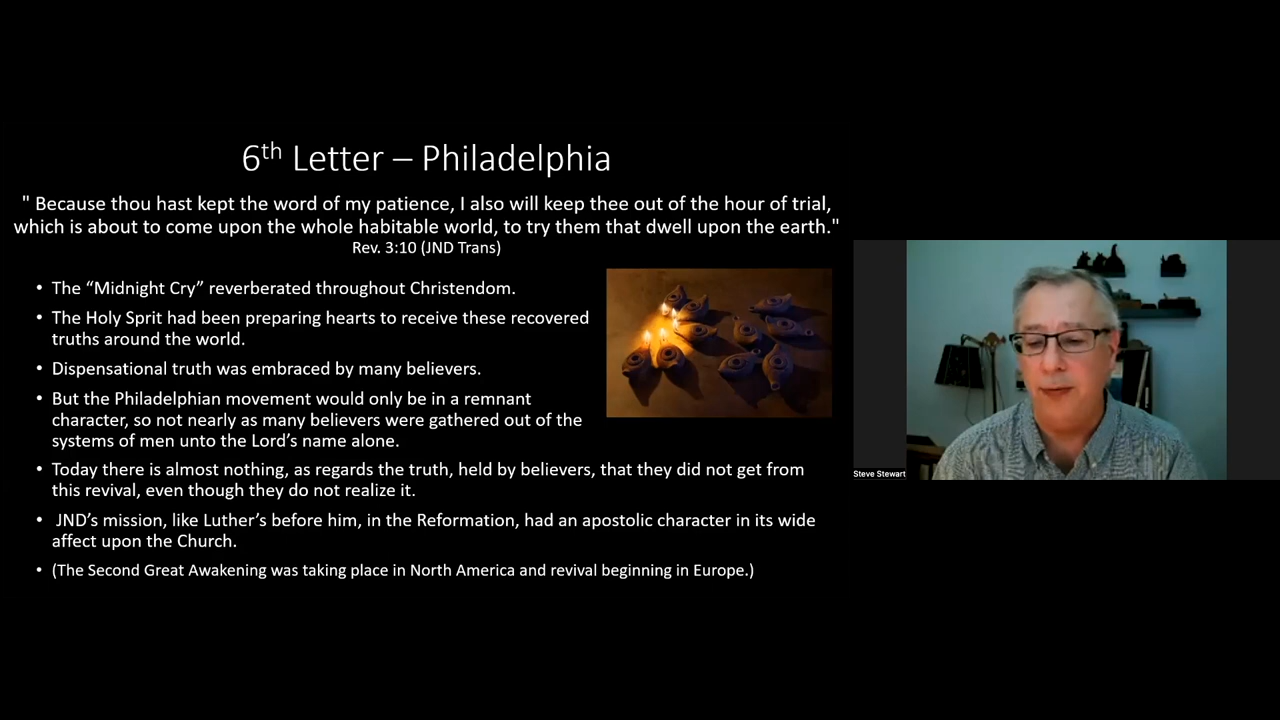 6th Letter – Philadelphia
" Because thou hast kept the word of my patience, I also will keep thee out of the hour of trial,
which is about to come upon the whole habitable world, to try them that dwell upon the earth."
Rev. 3:10 (JND Trans)
• The “Midnight Cry” reverberated throughout Christendom.
• The Holy Sprit had been preparing hearts to receive these recovered
truths around the world.
• Dispensational truth was embraced by many believers.
• But the Philadelphian movement would only be in a remnant
character, so not nearly as many believers were gathered out of the
systems of men unto the Lord’s name alone.
• Today there is almost nothing, as regards the truth, held by believers, that they did not get from
this revival, even though they do not realize it.
• JND’s mission, like Luther’s before him, in the Reformation, had an apostolic character in its wide
affect upon the Church.
• (The Second Great Awakening was taking place in North America and revival beginning in Europe.)
Steve Stewart